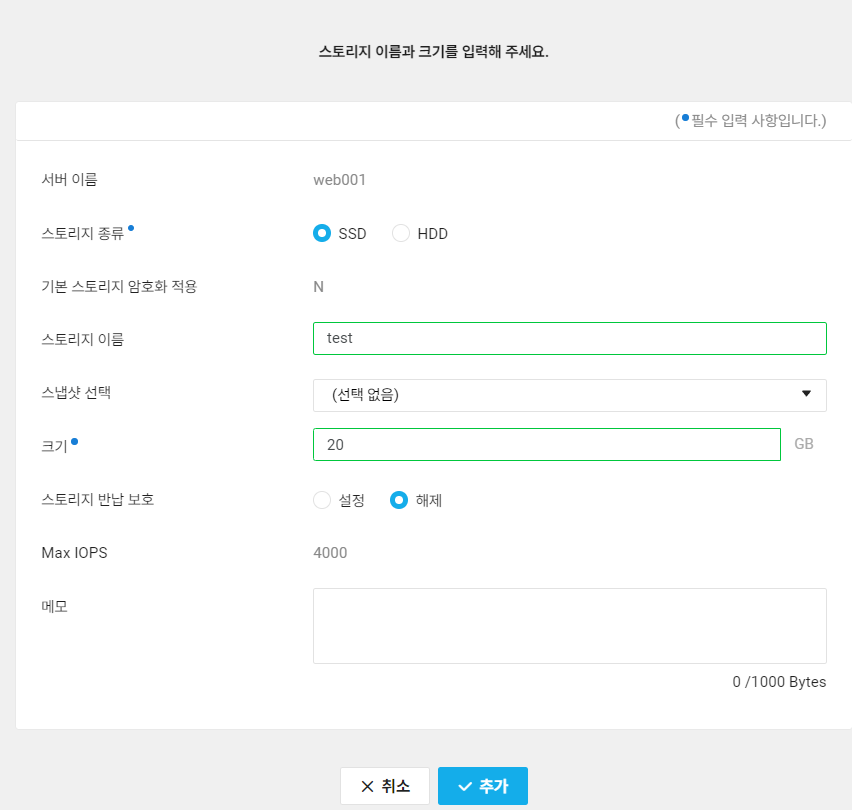 스토리지 이름과 크기를 입력해 주세요.
(•필수 입력 사항입니다.)
서버 이름 web001
스토리지 종류• SSD HDD
기본 스토리지 암호화 적용 N
스토리지 이름 test
스냅샷 선택 (선택 없음)
크기• 20 GB
스토리지 반납 보호 설정 해제
Max IOPS 4000
메모
0 /1000 Bytes
취소 추가